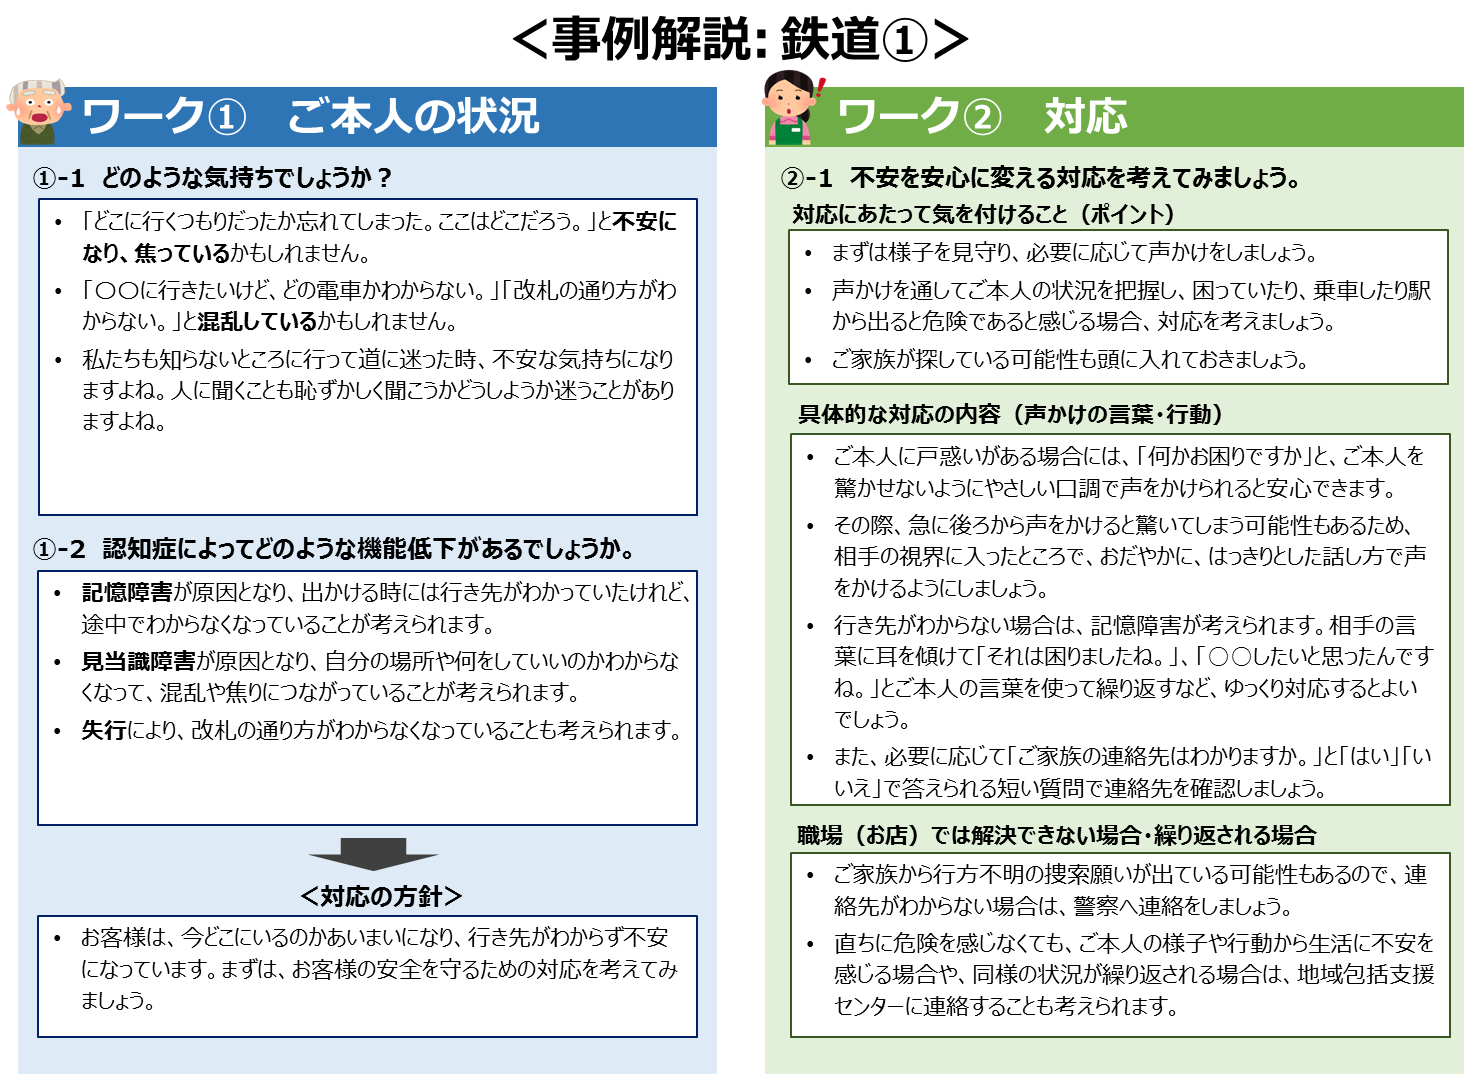 ＜事例解説:鉄道①＞
ワーク①　ご本人の状況
①-1 どのような気持ちでしょうか？
• 「どこに行くつもりだったか忘れてしまった。ここはどこだろう。」と不安に
なり、焦っているかもしれません。
• 「〇〇に行きたいけど、どの電車かわからない。」「改札の通り方がわ
からない。」と混乱しているかもしれません。
• 私たちも知らないところに行って道に迷った時、不安な気持ちになり
ますよね。人に聞くことも恥ずかしく聞こうかどうしようか迷うことがあり
ますよね。
①-2 認知症によってどのような機能低下があるでしょうか。
• 記憶障害が原因となり、出かける時には行き先がわかっていたけれど、
途中でわからなくなっていることが考えられます。
• 見当識障害が原因となり、自分の場所や何をしていいのかわからな
くなって、混乱や焦りにつながっていることが考えられます。
• 失行により、改札の通り方がわからなくなっていることも考えられます。
＜対応の方針＞
• お客様は、今どこにいるのかあいまいになり、行き先がわからず不安
になっています。まずは、お客様の安全を守るための対応を考えてみ
ましょう。
ワーク②　対応
②-1 不安を安心に変える対応を考えてみましょう。
対応にあたって気を付けること（ポイント）
• まずは様子を見守り、必要に応じて声かけをしましょう。
• 声かけを通してご本人の状況を把握し、困っていたり、乗車したり駅
から出ると危険であると感じる場合、対応を考えましょう。
• ご家族が探している可能性も頭に入れておきましょう。
具体的な対応の内容（声かけの言葉・行動）
• ご本人に戸惑いがある場合には、「何かお困りですか」と、ご本人を
驚かせないようにやさしい口調で声をかけられると安心できます。
• その際、急に後ろから声をかけると驚いてしまう可能性もあるため、
相手の視界に入ったところで、おだやかに、はっきりとした話し方で声
をかけるようにしましょう。
• 行き先がわからない場合は、記憶障害が考えられます。相手の言
葉に耳を傾けて「それは困りましたね。」、「○○したいと思ったんです
ね。」とご本人の言葉を使って繰り返すなど、ゆっくり対応するとよい
でしょう。
• また、必要に応じて「ご家族の連絡先はわかりますか。」と「はい」「い
いえ」で答えられる短い質問で連絡先を確認しましょう。
職場（お店）では解決できない場合・繰り返される場合
• ご家族から行方不明の捜索願いが出ている可能性もあるので、連
絡先がわからない場合は、警察へ連絡をしましょう。
• 直ちに危険を感じなくても、ご本人の様子や行動から生活に不安を
感じる場合や、同様の状況が繰り返される場合は、地域包括支援
センターに連絡することも考えられます。